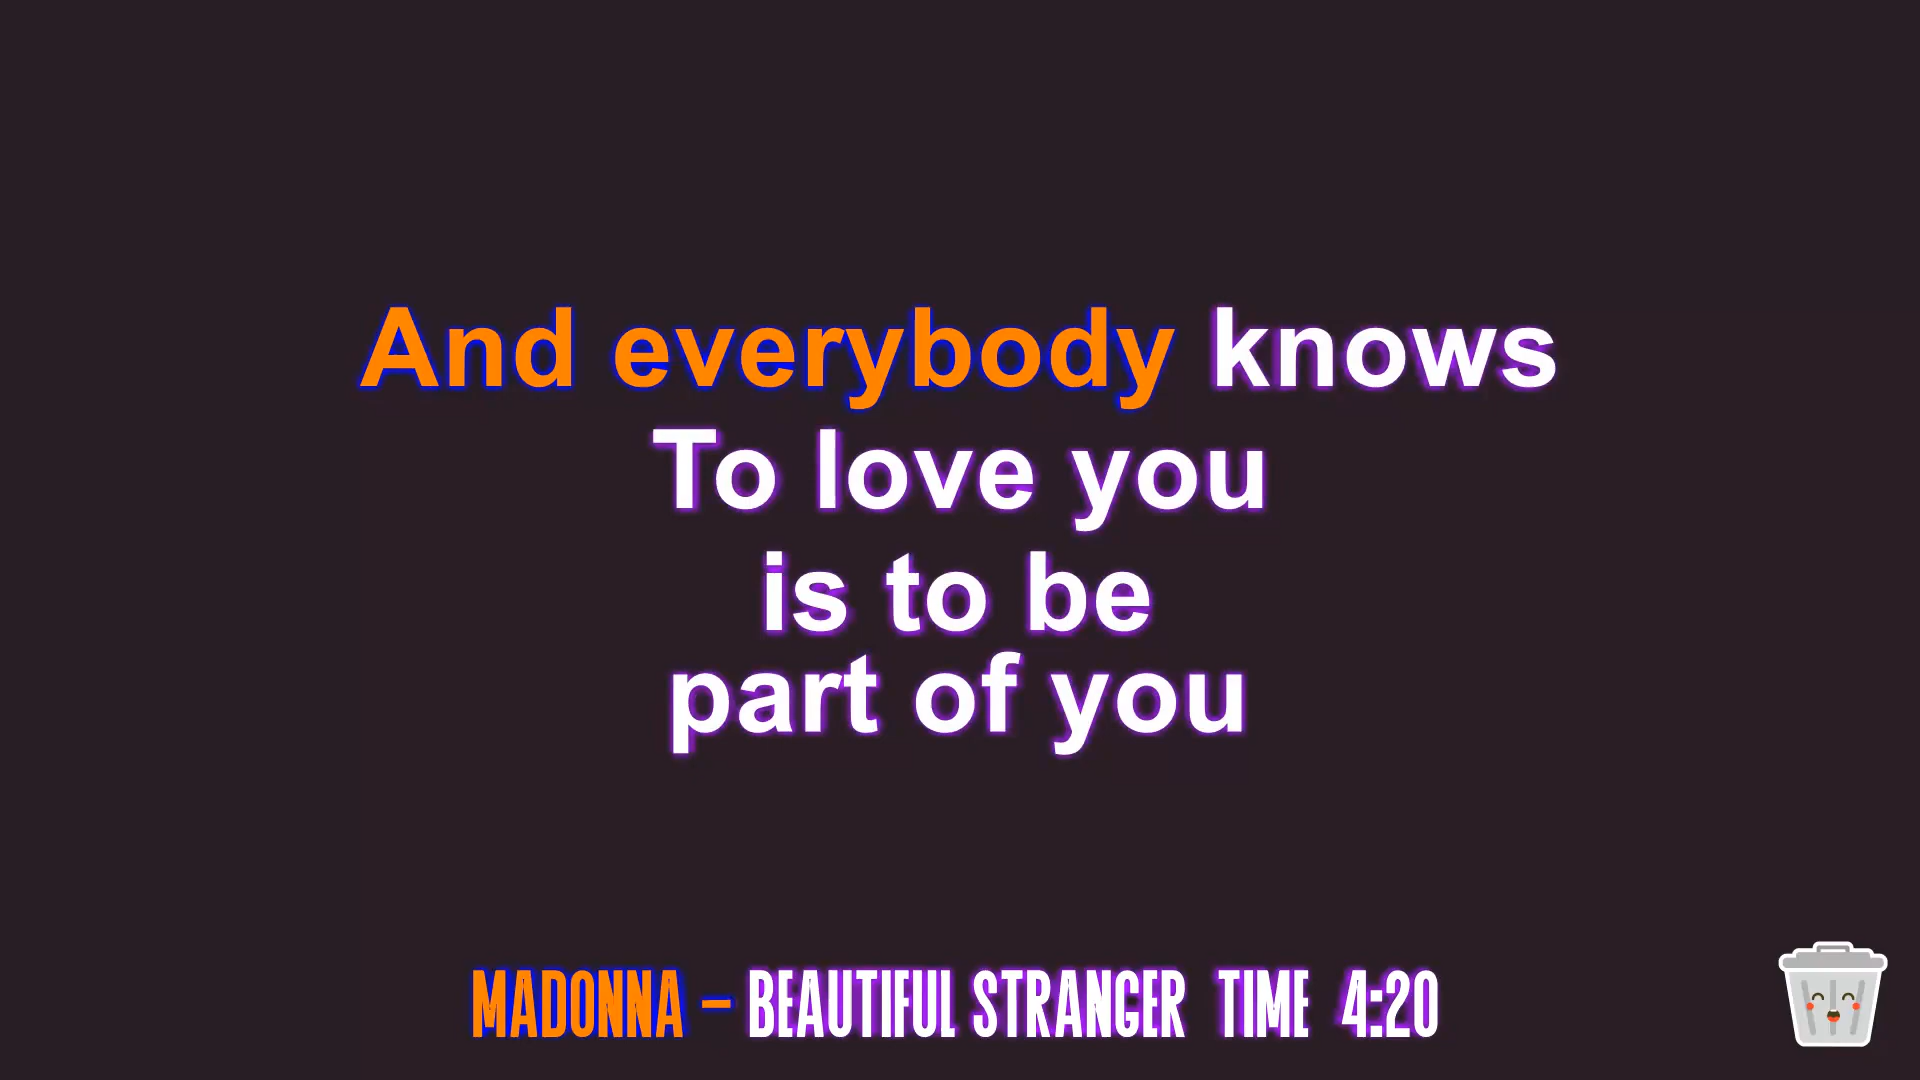 And everybody knows
To love you
is to be
part of you
MADONNA – BEAUTIFUL STRANGER TIME 4:20